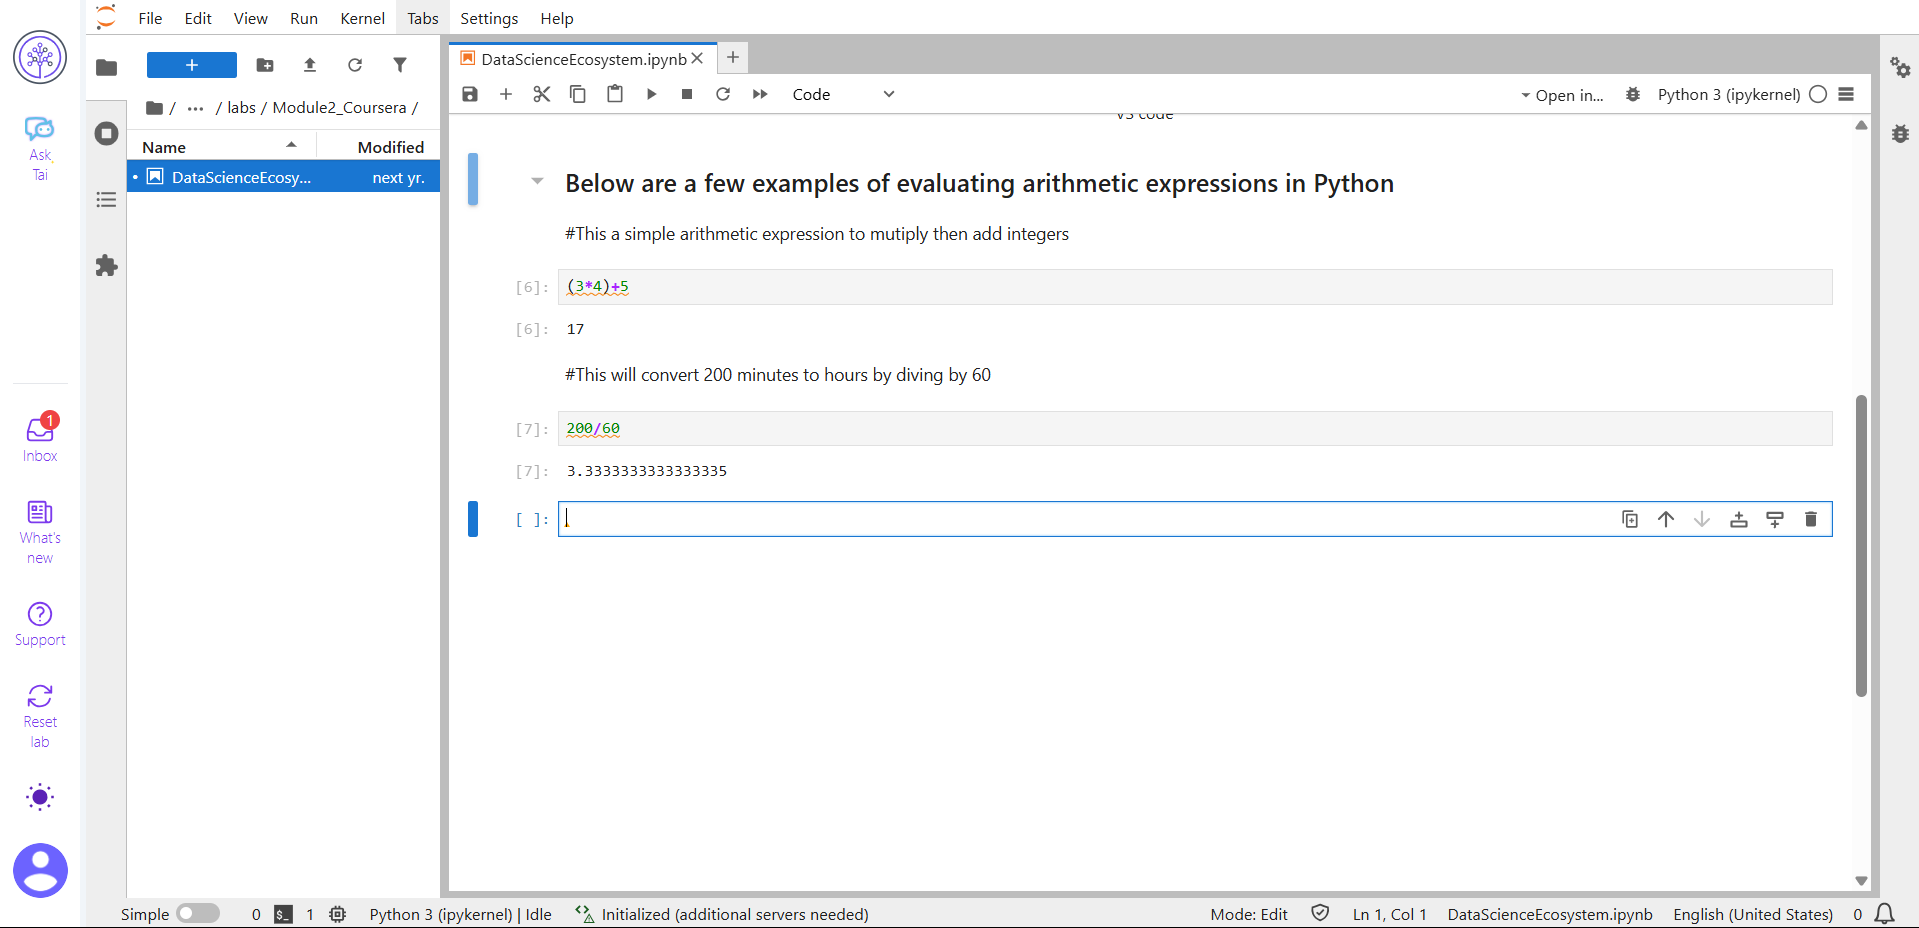 File Edit View Run Kernel Tabs Settings Help
Ask
Tai
1
Inbox
What's
new
Support
Reset
lab
+
/ ··· / labs / Module2_Coursera /
Name Modified
DataScienceEcosy... next yr.
DataScienceEcosystem.ipynb
Code
Open in...
Python 3 (ipykernel)
VS code
Below are a few examples of evaluating arithmetic expressions in Python
#This a simple arithmetic expression to mutiply then add integers
[6]: (3*4)+5
[6]: 17
#This will convert 200 minutes to hours by diving by 60
[7]: 200/60
[7]: 3.3333333333333335
[ ]:
Simple 0 $_ 1 Python 3 (ipykernel) | Idle Initialized (additional servers needed) Mode: Edit Ln 1, Col 1 DataScienceEcosystem.ipynb English (United States) 0